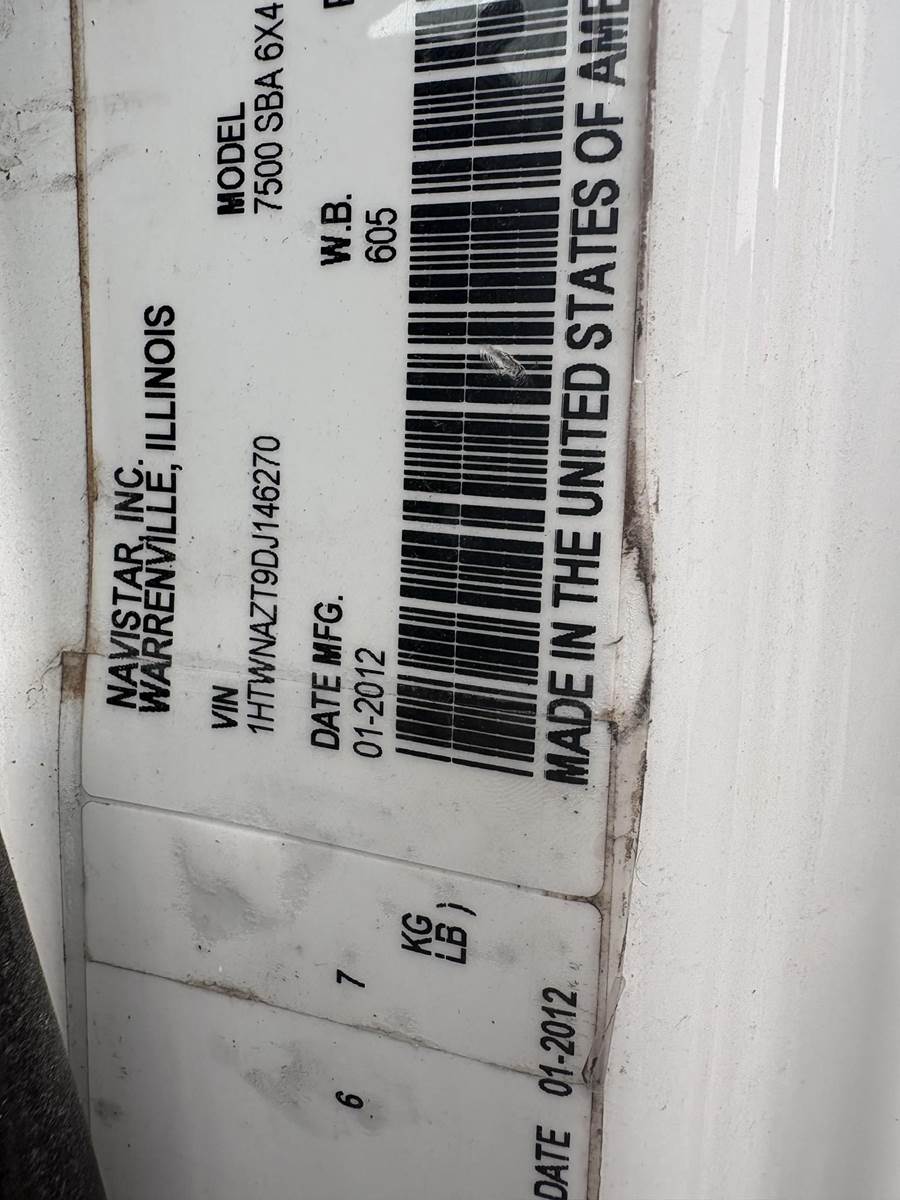 NAVISTAR, INC.
WARRENVILLE, ILLINOIS
VIN
1HTWNAZT9DJ146270
MODEL
7500 SBA 6X4
DATE MFG.
01-2012
W.B.
605
MADE IN THE UNITED STATES OF AME
6
7
KG
LB )
DATE 01-2012